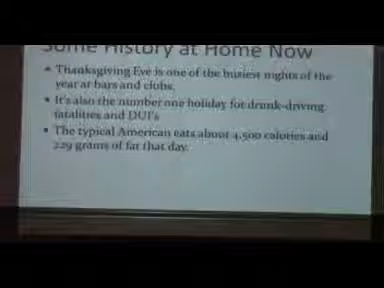 Some History at Home Now
Thanksgiving Eve is one of the busiest nights of the
year at bars and clubs.
It's also the number one holiday for drunk-driving
fatalities and DUI's
The typical American eats about 4,500 calories and
229 grams of fat that day.